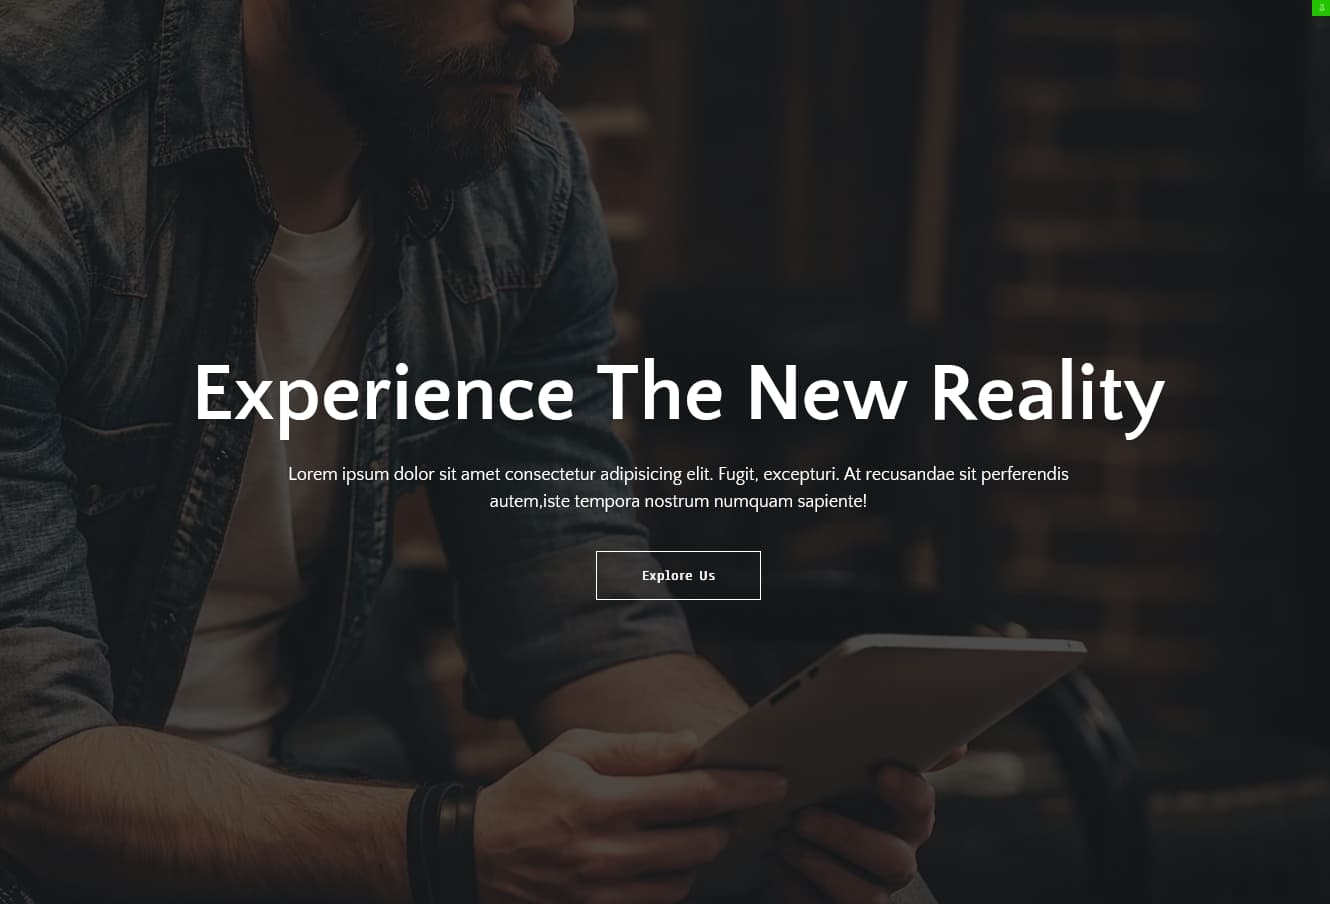 Experience The New Reality
Lorem ipsum dolor sit amet consectetur adipisicing elit. Fugit, excepturi. At recusandae sit perferendis
autem,iste tempora nostrum numquam sapiente!
Explore Us